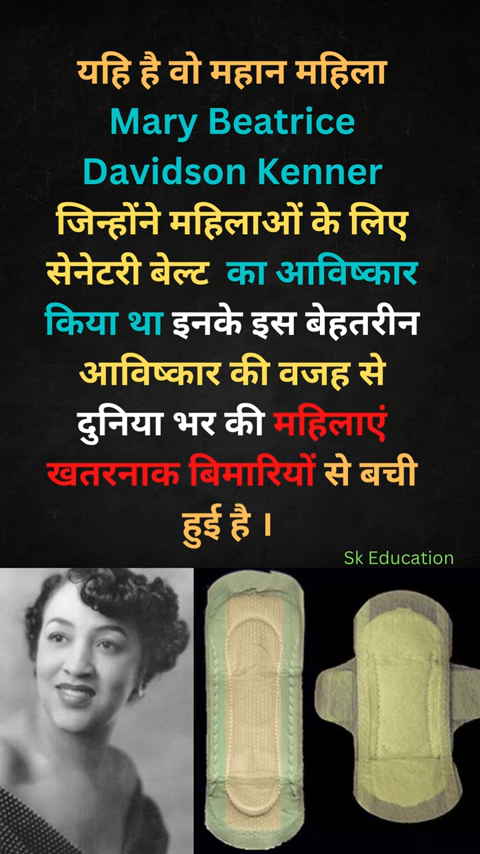 यहि है वो महान महिला
Mary Beatrice
Davidson Kenner
जिन्होंने महिलाओं के लिए
सेनेटरी बेल्ट का आविष्कार
किया था इनके इस बेहतरीन
आविष्कार की वजह से
दुनिया भर की महिलाएं
खतरनाक बिमारियों से बची
हुई है ।
Sk Education